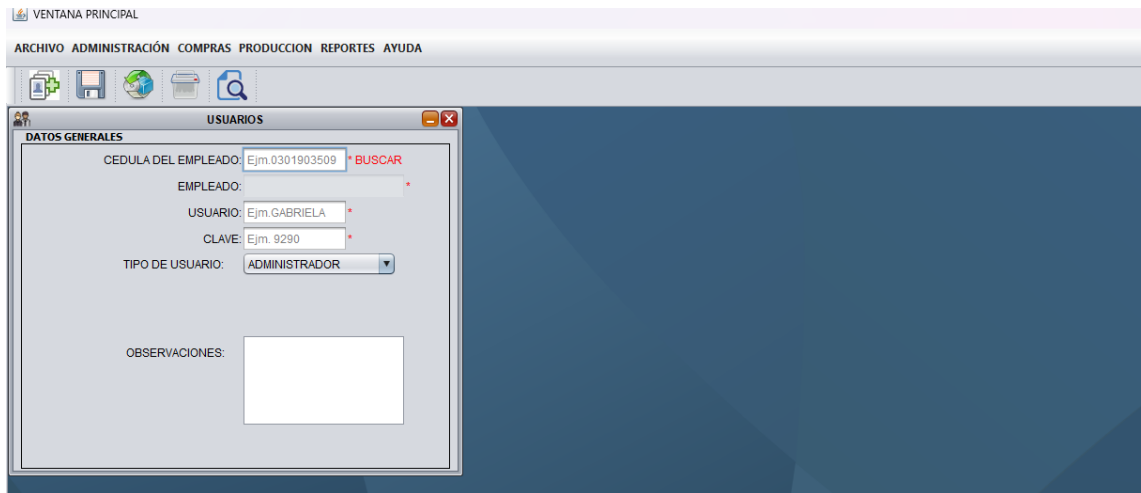 VENTANA PRINCIPAL
ARCHIVO ADMINISTRACIÓN COMPRAS PRODUCCION REPORTES AYUDA
USUARIOS
DATOS GENERALES
CEDULA DEL EMPLEADO: Ejm.0301903509 * BUSCAR
EMPLEADO: *
USUARIO: Ejm.GABRIELA *
CLAVE: Ejm. 9290 *
TIPO DE USUARIO: ADMINISTRADOR
OBSERVACIONES: